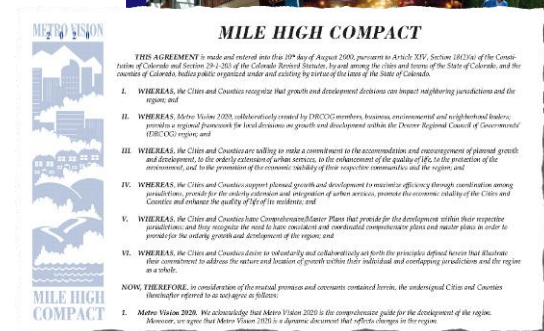 METRO VISION
2 0 2 0
MILE HIGH COMPACT
THIS AGREEMENT is made and entered into this 10th day of August 2000, pursuant to Article XIV, Section 18(2)(a) of the Consti-
tution of Colorado and Section 29-1-203 of the Colorado Revised Statutes, by and among the cities and towns of the State of Colorado, and the
counties of Colorado, bodies politic organized under and existing by virtue of the laws of the State of Colorado.
I. WHEREAS, the Cities and Counties recognize that growth and development decisions can impact neighboring jurisdictions and the
region; and
II. WHEREAS, Metro Vision 2020, collaboratively created by DRCOG members, business, environmental and neighborhood leaders;
provides a regional framework for local decisions on growth and development within the Denver Regional Council of Governments'
(DRCOG) region; and
III. WHEREAS, the Cities and Counties are willing to make a commitment to the accommodation and encouragement of planned growth
and development, to the orderly extension of urban services, to the enhancement of the quality of life, to the protection of the
environment, and to the promotion of the economic viability of their respective communities and the region; and
IV. WHEREAS, the Cities and Counties support planned growth and development to maximize efficiency through coordination among
jurisdictions, provide for the orderly extension and integration of urban services, promote the economic vitality of the Cities and
Counties and enhance the quality of life of its residents; and
V. WHEREAS, the Cities and Counties have Comprehensive/Master Plans that provide for the development within their respective
jurisdictions; and they recognize the need to have consistent and coordinated comprehensive plans and master plans in order to
provide for the orderly growth and development of the region; and
VI. WHEREAS, the Cities and Counties desire to voluntarily and collaboratively set forth the principles defined herein that illustrate
their commitment to address the nature and location of growth within their individual and overlapping jurisdictions and the region
as a whole.
NOW, THEREFORE, in consideration of the mutual promises and covenants contained herein, the undersigned Cities and Counties
(hereinafter referred to as we) agree as follows:
1. Metro Vision 2020. We acknowledge that Metro Vision 2020 is the comprehensive guide for the development of the region.
Moreover, we agree that Metro Vision 2020 is a dynamic document that reflects changes in the region.
MILE HIGH
COMPACT